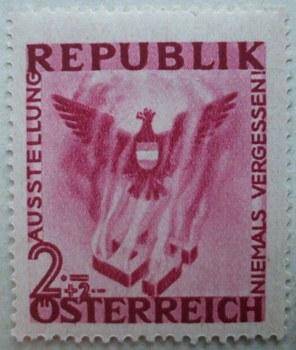 REPUBLIK
AUSSTELLUNG
NIEMALS VERGESSEN!
2.=
+2.-
ÖSTERREICH